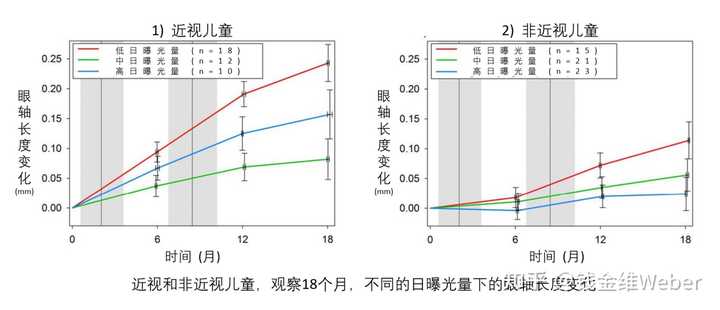 1) 近视儿童
低日曝光量 (n=18)
中日曝光量 (n=12)
高日曝光量 (n=10)
0.25
0.20
0.15
0.10
0.05
0.00
眼轴长度变化
(mm)
0
6
12
18
时间 (月)
2) 非近视儿童
低日曝光量 (n=15)
中日曝光量 (n=21)
高日曝光量 (n=23)
0.25
0.20
0.15
0.10
0.05
0.00
眼轴长度变化
(mm)
0
6
12
18
时间 (月)
近视和非近视儿童，观察18个月，不同的日曝光量下的眼轴长度变化
知乎 @
金维Weber